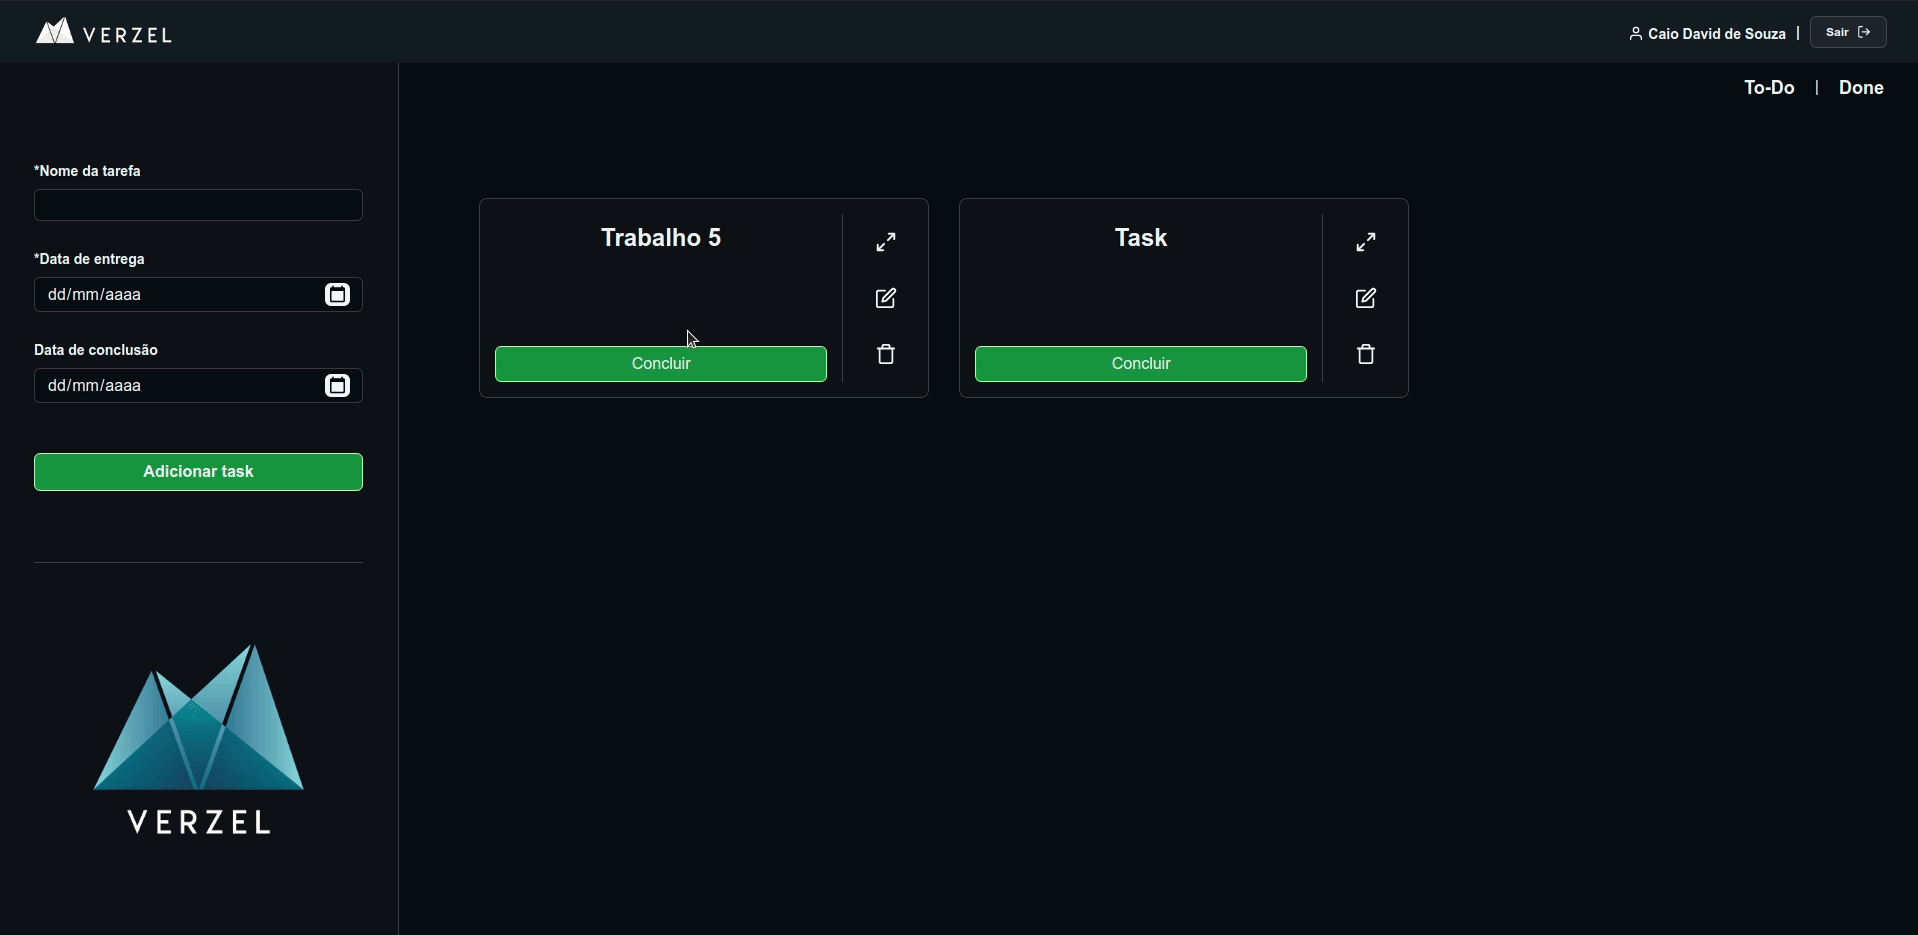 VERZEL
Caio David de Souza | Sair
To-Do | Done
*Nome da tarefa
*Data de entrega
dd/mm/aaaa
Data de conclusão
dd/mm/aaaa
Adicionar task
VERZEL
Trabalho 5
Concluir
Task
Concluir